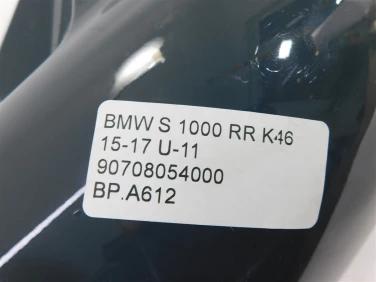 BMW S 1000 RR K46
15-17 U-11
90708054000
BP.A612